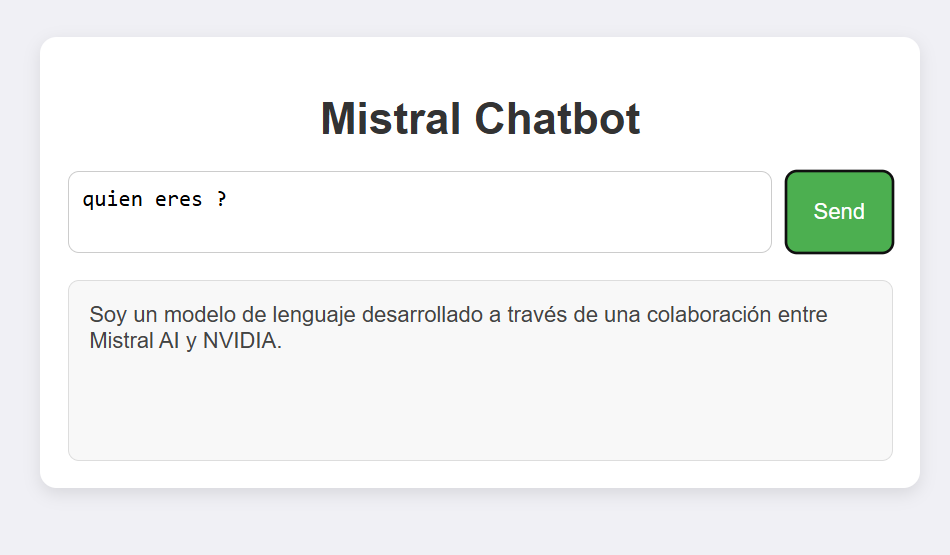 Mistral Chatbot
quien eres ?
Send
Soy un modelo de lenguaje desarrollado a través de una colaboración entre
Mistral AI y NVIDIA.